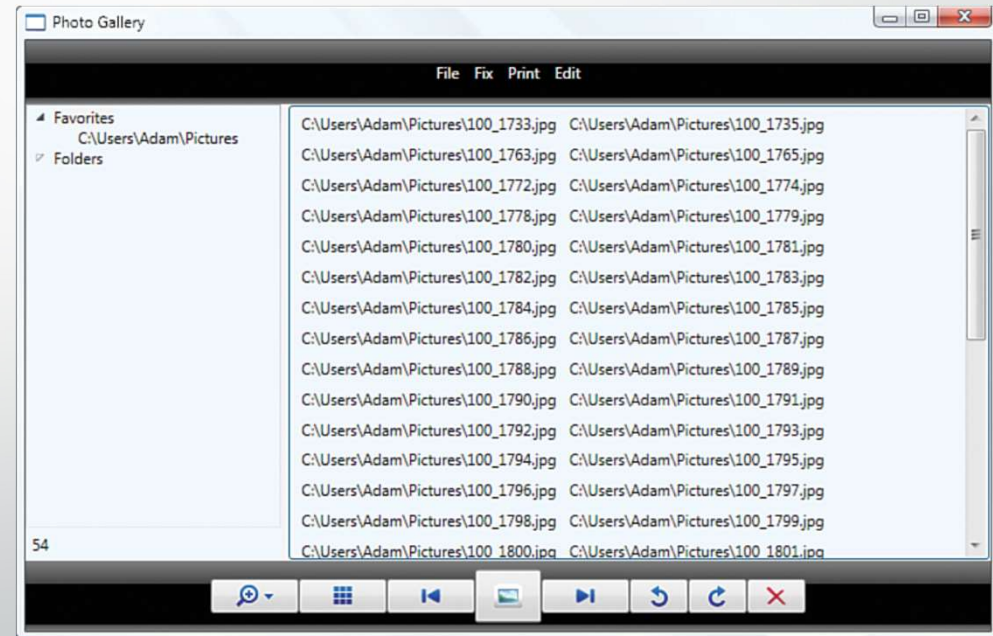 Photo Gallery
File Fix Print Edit
Favorites
C:\Users\Adam\Pictures
Folders
54
C:\Users\Adam\Pictures\100_1733.jpg C:\Users\Adam\Pictures\100_1735.jpg
C:\Users\Adam\Pictures\100_1763.jpg C:\Users\Adam\Pictures\100_1765.jpg
C:\Users\Adam\Pictures\100_1772.jpg C:\Users\Adam\Pictures\100_1774.jpg
C:\Users\Adam\Pictures\100_1778.jpg C:\Users\Adam\Pictures\100_1779.jpg
C:\Users\Adam\Pictures\100_1780.jpg C:\Users\Adam\Pictures\100_1781.jpg
C:\Users\Adam\Pictures\100_1782.jpg C:\Users\Adam\Pictures\100_1783.jpg
C:\Users\Adam\Pictures\100_1784.jpg C:\Users\Adam\Pictures\100_1785.jpg
C:\Users\Adam\Pictures\100_1786.jpg C:\Users\Adam\Pictures\100_1787.jpg
C:\Users\Adam\Pictures\100_1788.jpg C:\Users\Adam\Pictures\100_1789.jpg
C:\Users\Adam\Pictures\100_1790.jpg C:\Users\Adam\Pictures\100_1791.jpg
C:\Users\Adam\Pictures\100_1792.jpg C:\Users\Adam\Pictures\100_1793.jpg
C:\Users\Adam\Pictures\100_1794.jpg C:\Users\Adam\Pictures\100_1795.jpg
C:\Users\Adam\Pictures\100_1796.jpg C:\Users\Adam\Pictures\100_1797.jpg
C:\Users\Adam\Pictures\100_1798.jpg C:\Users\Adam\Pictures\100_1799.jpg
C:\Users\Adam\Pictures\100_1800.jpg C:\Users\Adam\Pictures\100_1801.jpg